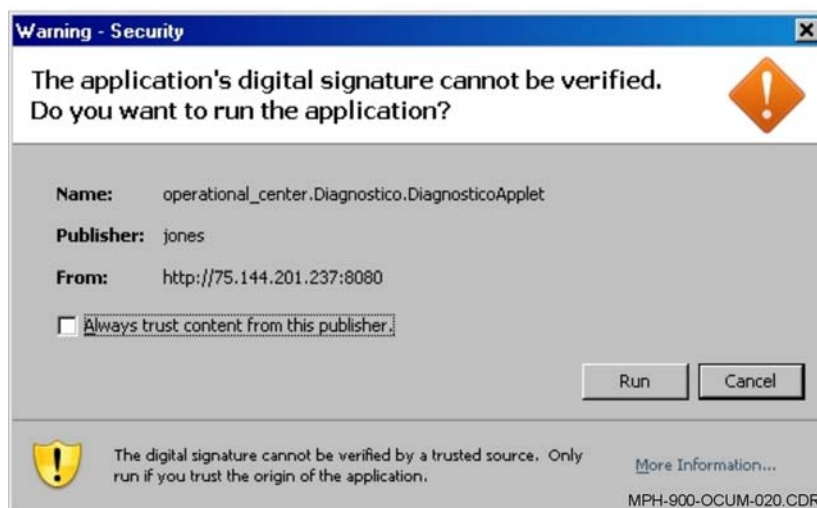 Warning - Security
The application's digital signature cannot be verified.
Do you want to run the application?
Name: operational_center.Diagnostico.DiagnosticoApplet
Publisher: jones
From: http://75.144.201.237:8080
Always trust content from this publisher.
Run Cancel
The digital signature cannot be verified by a trusted source. Only
run if you trust the origin of the application.
More Information...
MPH-900-OCUM-020.CDR